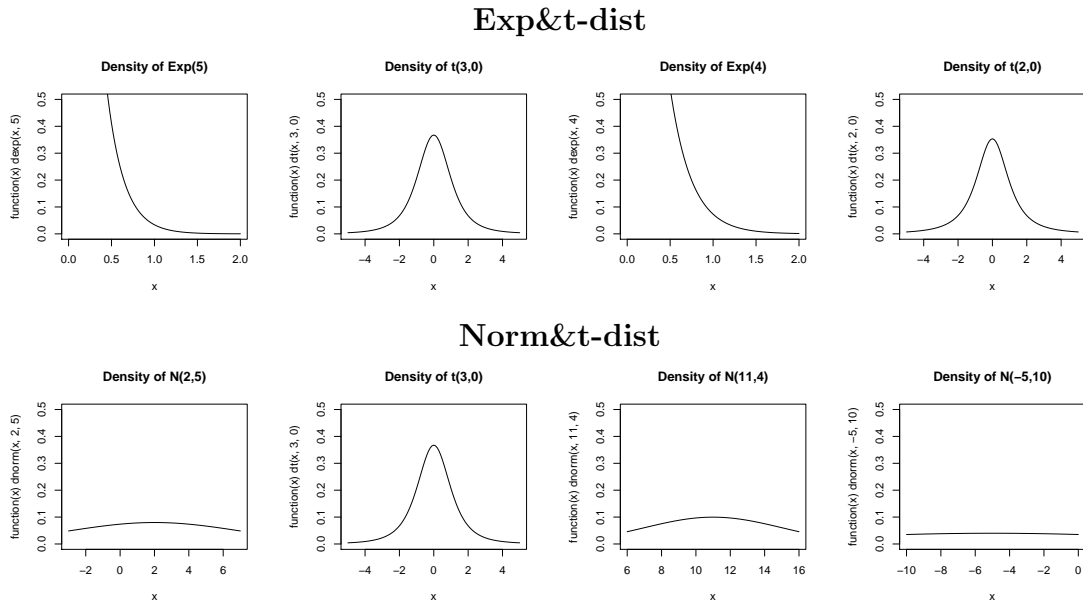 Exp&t-dist
Density of Exp(5)
function(x) dexp(x, 5)
0.0 0.1 0.2 0.3 0.4 0.5
0.0 0.5 1.0 1.5 2.0
x
Density of t(3,0)
function(x) dt(x, 3, 0)
0.0 0.1 0.2 0.3 0.4 0.5
−4 −2 0 2 4
x
Density of Exp(4)
function(x) dexp(x, 4)
0.0 0.1 0.2 0.3 0.4 0.5
0.0 0.5 1.0 1.5 2.0
x
Density of t(2,0)
function(x) dt(x, 2, 0)
0.0 0.1 0.2 0.3 0.4 0.5
−4 −2 0 2 4
x
Norm&t-dist
Density of N(2,5)
function(x) dnorm(x, 2, 5)
0.0 0.1 0.2 0.3 0.4 0.5
−2 0 2 4 6
x
Density of t(3,0)
function(x) dt(x, 3, 0)
0.0 0.1 0.2 0.3 0.4 0.5
−4 −2 0 2 4
x
Density of N(11,4)
function(x) dnorm(x, 11, 4)
0.0 0.1 0.2 0.3 0.4 0.5
6 8 10 12 14 16
x
Density of N(−5,10)
function(x) dnorm(x, −5, 10)
0.0 0.1 0.2 0.3 0.4 0.5
−10 −8 −6 −4 −2 0
x